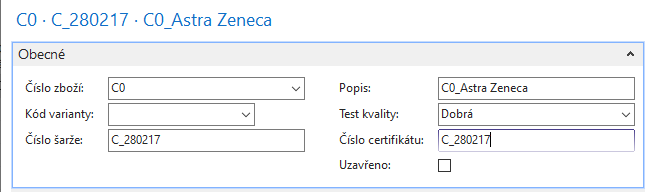 C0 · C_280217 · C0_Astra Zeneca
Obecné
Číslo zboží: C0 Popis: C0_Astra Zeneca
Kód varianty: Test kvality: Dobrá
Číslo šarže: C_280217 Číslo certifikátu: C_280217
Uzavřeno: